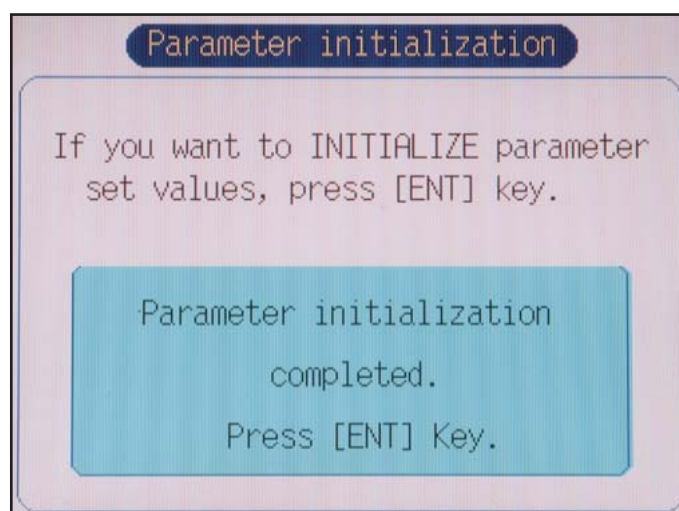 Parameter initialization
If you want to INITIALIZE parameter
set values, press [ENT] key.
Parameter initialization
completed.
Press [ENT] Key.